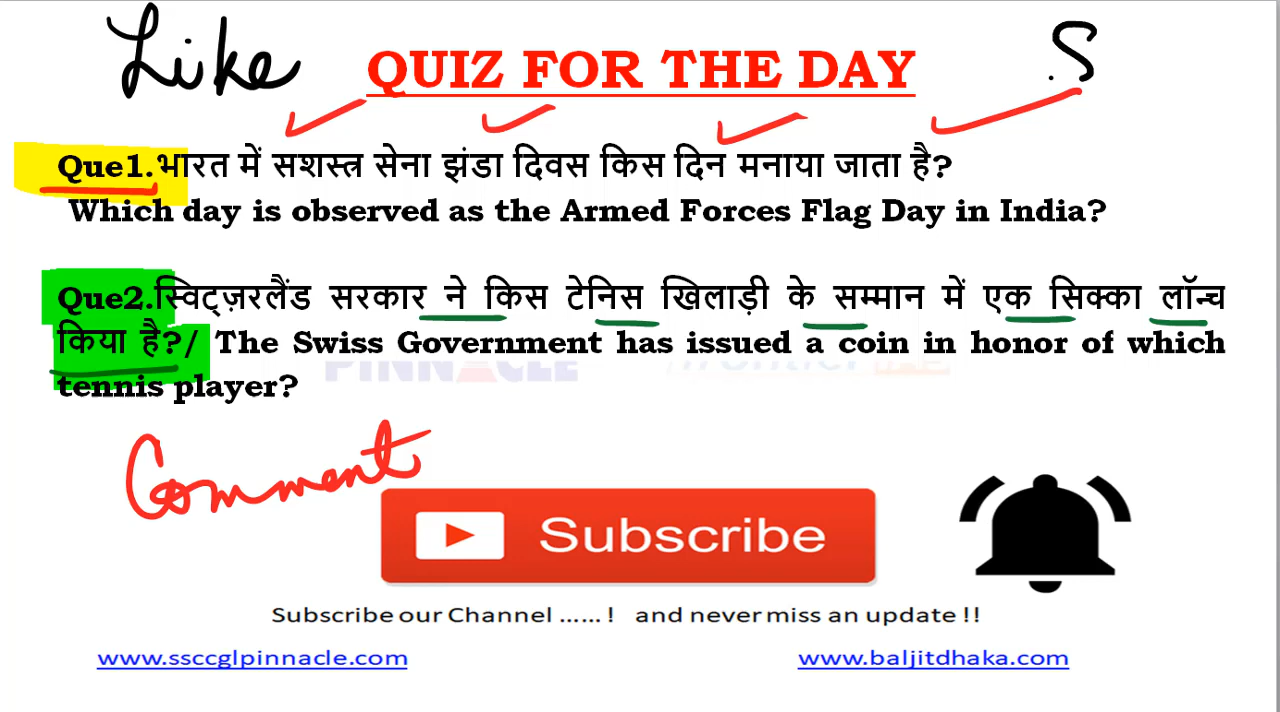 Like
QUIZ FOR THE DAY
S
Que1.भारत में सशस्त्र सेना झंडा दिवस किस दिन मनाया जाता है?
Which day is observed as the Armed Forces Flag Day in India?
Que2.स्विट्ज़रलैंड सरकार ने किस टेनिस खिलाड़ी के सम्मान में एक सिक्का लॉन्च
किया है?/ The Swiss Government has issued a coin in honor of which
PINNACLE
tennis player?
Comment
Subscribe
Subscribe our Channel ...... ! and never miss an update !!
www.ssccglpinnacle.com www.baljitdhaka.com